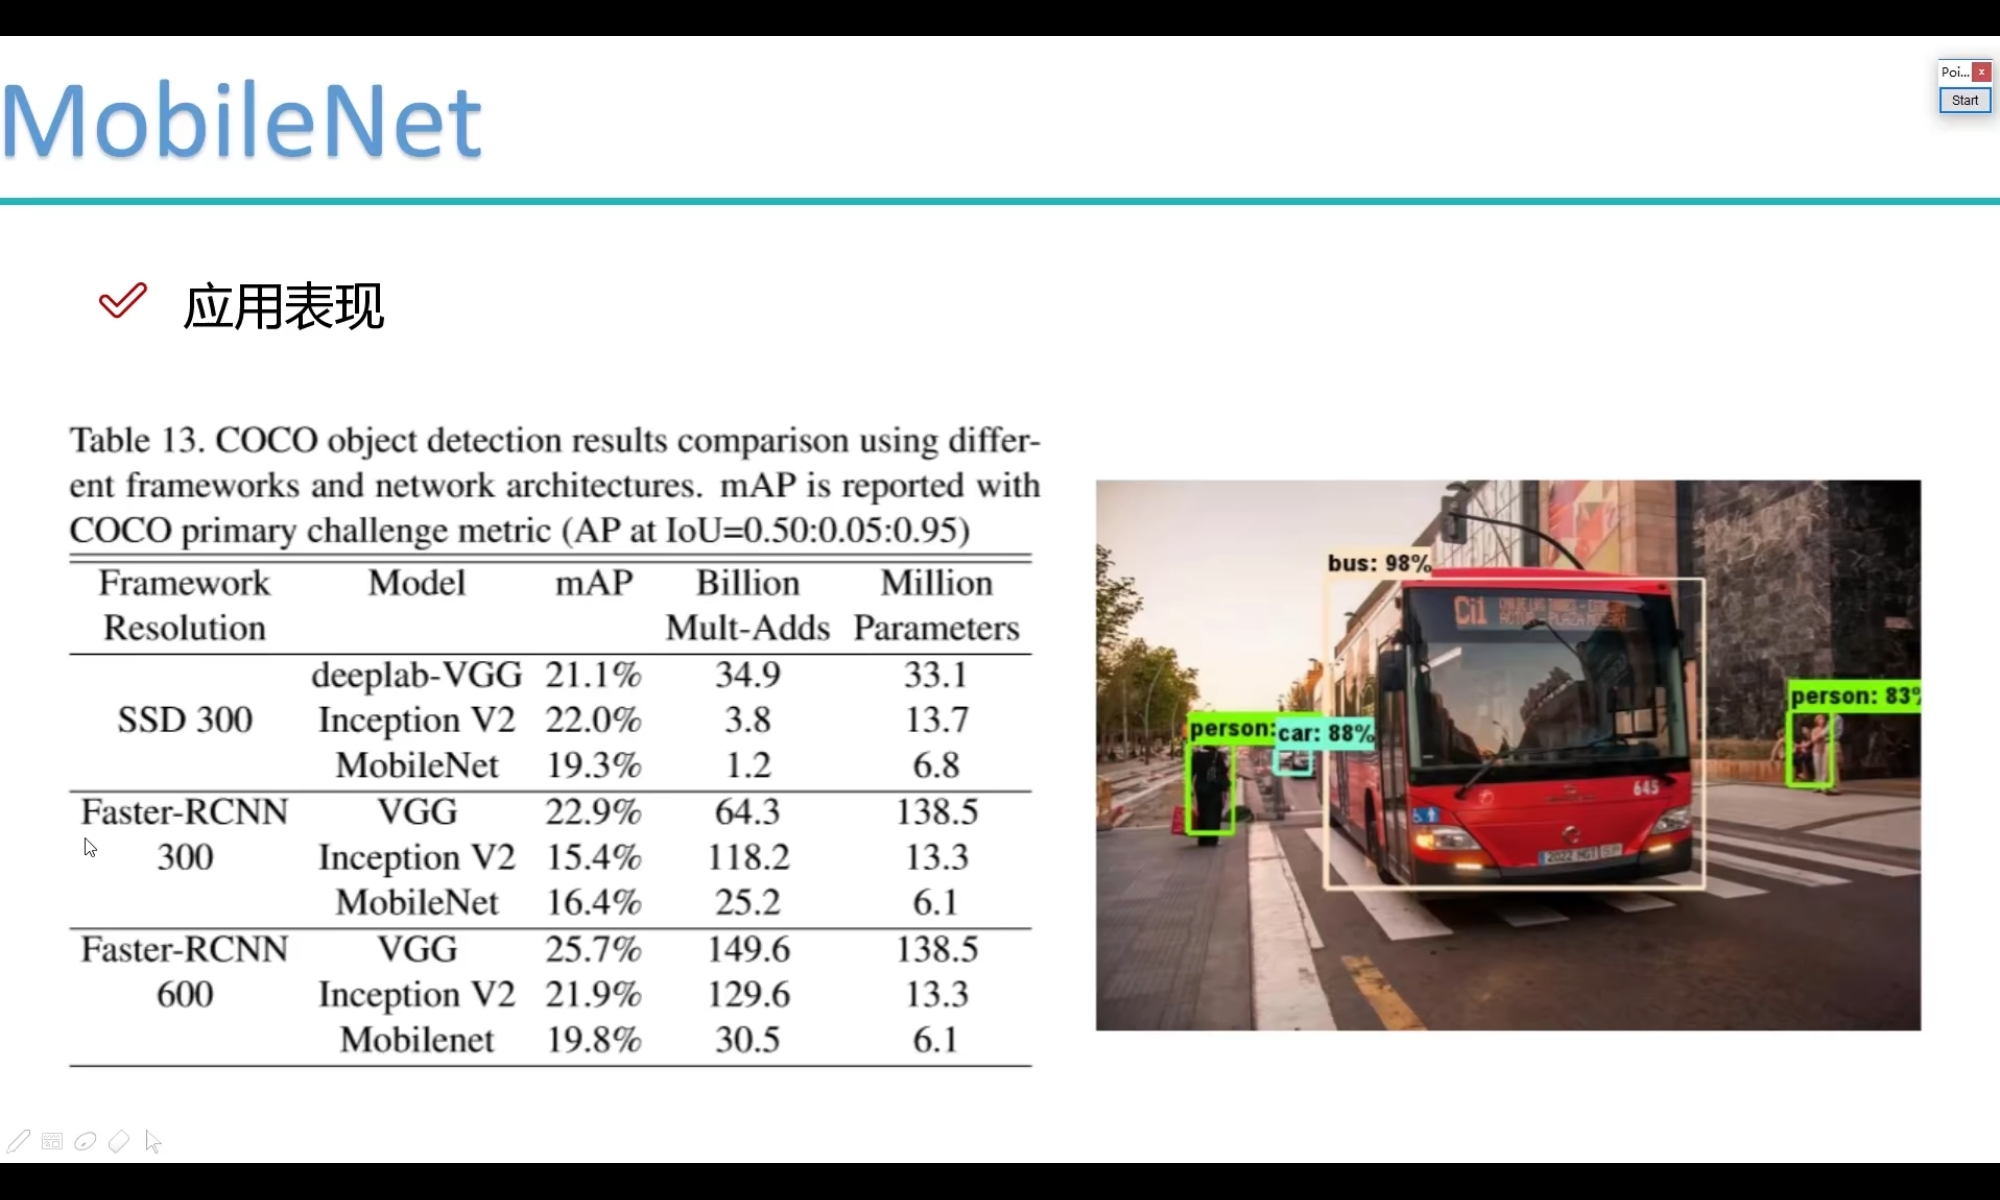 MobileNet
Poi...
Start
应用表现
Table 13. COCO object detection results comparison using differ-
ent frameworks and network architectures. mAP is reported with
COCO primary challenge metric (AP at IoU=0.50:0.05:0.95)
Framework Model mAP Billion Million
Resolution Mult-Adds Parameters
deeplab-VGG 21.1% 34.9 33.1
SSD 300 Inception V2 22.0% 3.8 13.7
MobileNet 19.3% 1.2 6.8
Faster-RCNN VGG 22.9% 64.3 138.5
300 Inception V2 15.4% 118.2 13.3
MobileNet 16.4% 25.2 6.1
Faster-RCNN VGG 25.7% 149.6 138.5
600 Inception V2 21.9% 129.6 13.3
Mobilenet 19.8% 30.5 6.1
bus: 98%
Ci1
person: 83%
person:
car: 88%
645